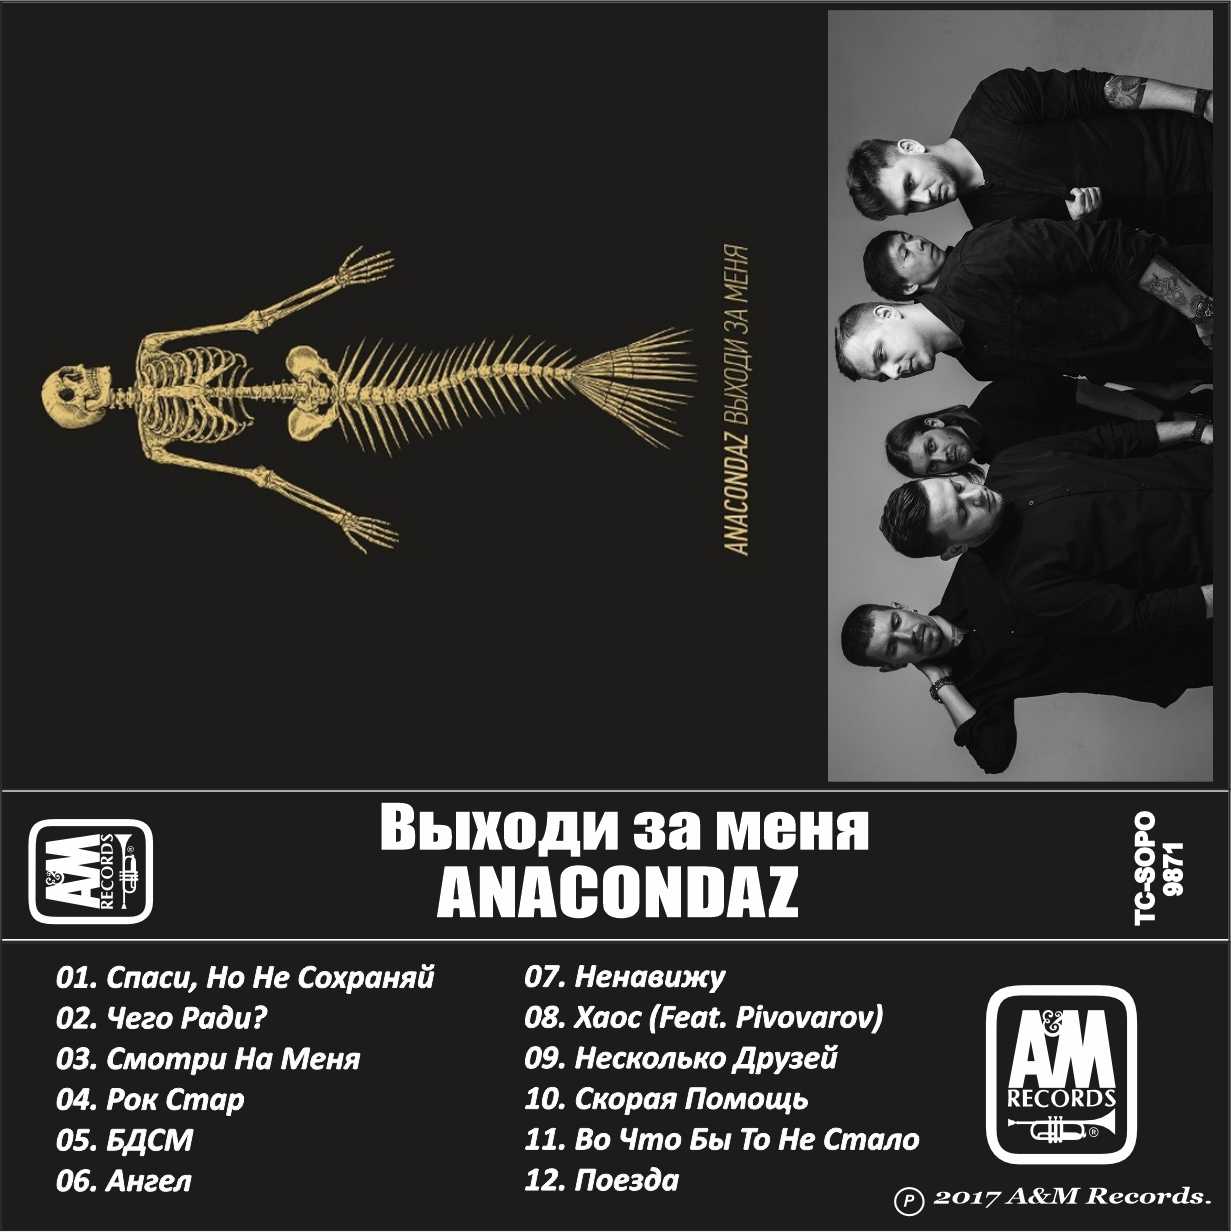 ANACONDAZ ВЫХОДИ ЗА МЕНЯ
A&M
RECORDS
®
Выходи за меня
ANACONDAZ
TC-SOPO
9871
01. Спаси, Но Не Сохраняй
02. Чего Ради?
03. Смотри На Меня
04. Рок Стар
05. БДСМ
06. Ангел
07. Ненавижу
08. Хаос (Feat. Pivovarov)
09. Несколько Друзей
10. Скорая Помощь
11. Во Что Бы То Не Стало
12. Поезда
A&M
RECORDS
®
℗ 2017 A&M Records.